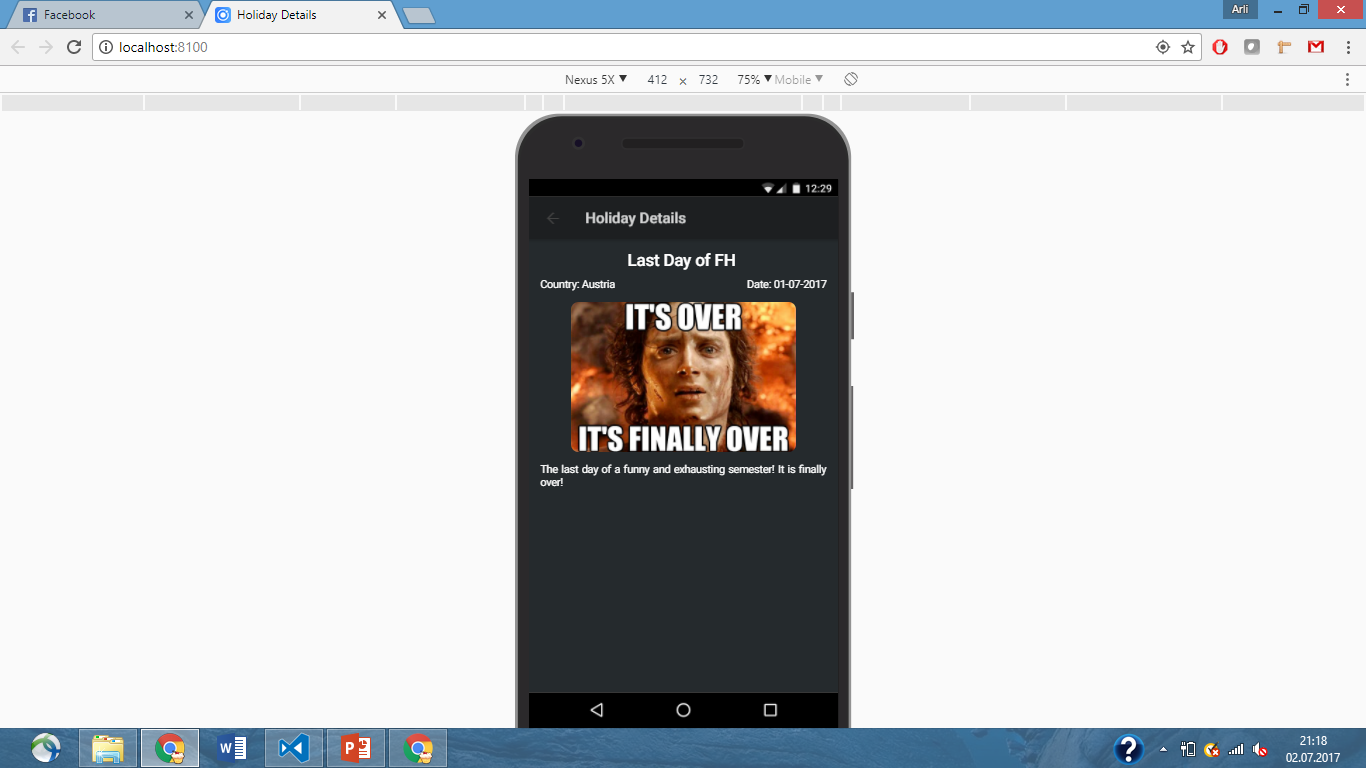 Facebook
Holiday Details
Arli
localhost:8100
Nexus 5X ▼ 412 × 732 75% ▼ Mobile ▼
12:29
Holiday Details
Last Day of FH
Country: Austria Date: 01-07-2017
IT'S OVER
IT'S FINALLY OVER
The last day of a funny and exhausting semester! It is finally
over!
21:18
02.07.2017